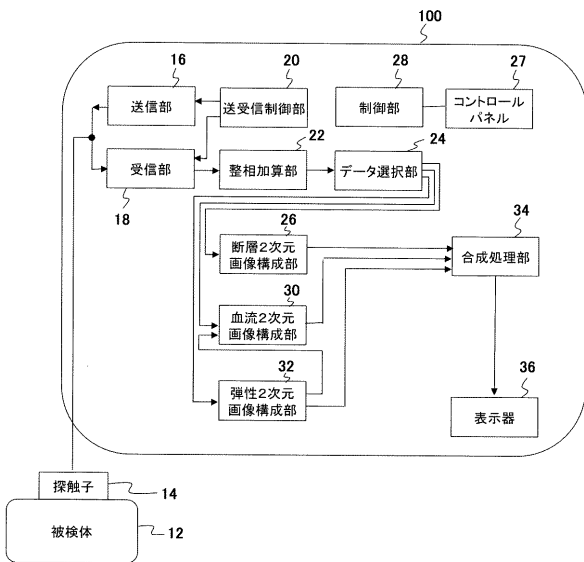 100
16
20
28
27
送信部
送受信制御部
制御部
コントロール
パネル
22
24
受信部
整相加算部
データ選択部
18
26
34
断層2次元
画像構成部
合成処理部
30
血流2次元
画像構成部
32
36
弾性2次元
画像構成部
表示器
探触子
14
被検体
12